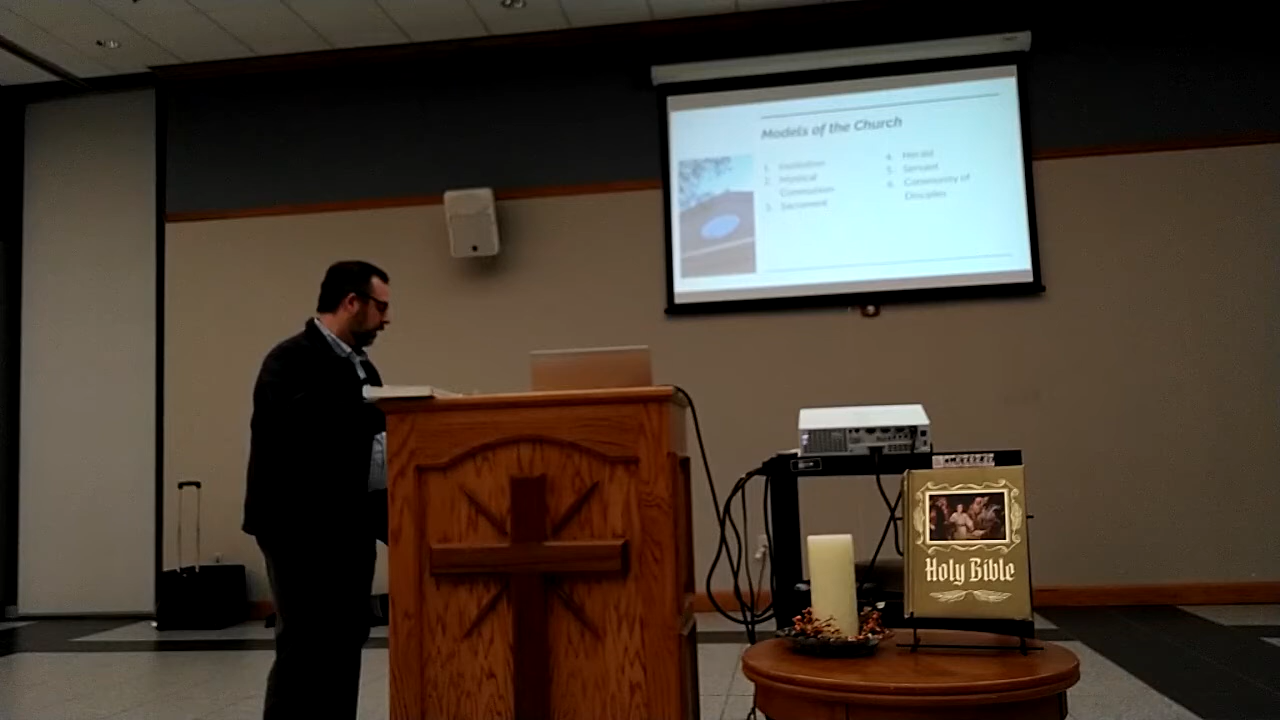 Models of the Church
1. Institution
2. Mystical
Communion
3. Sacrament
4. Herald
5. Servant
6. Community of
Disciples
Holy Bible